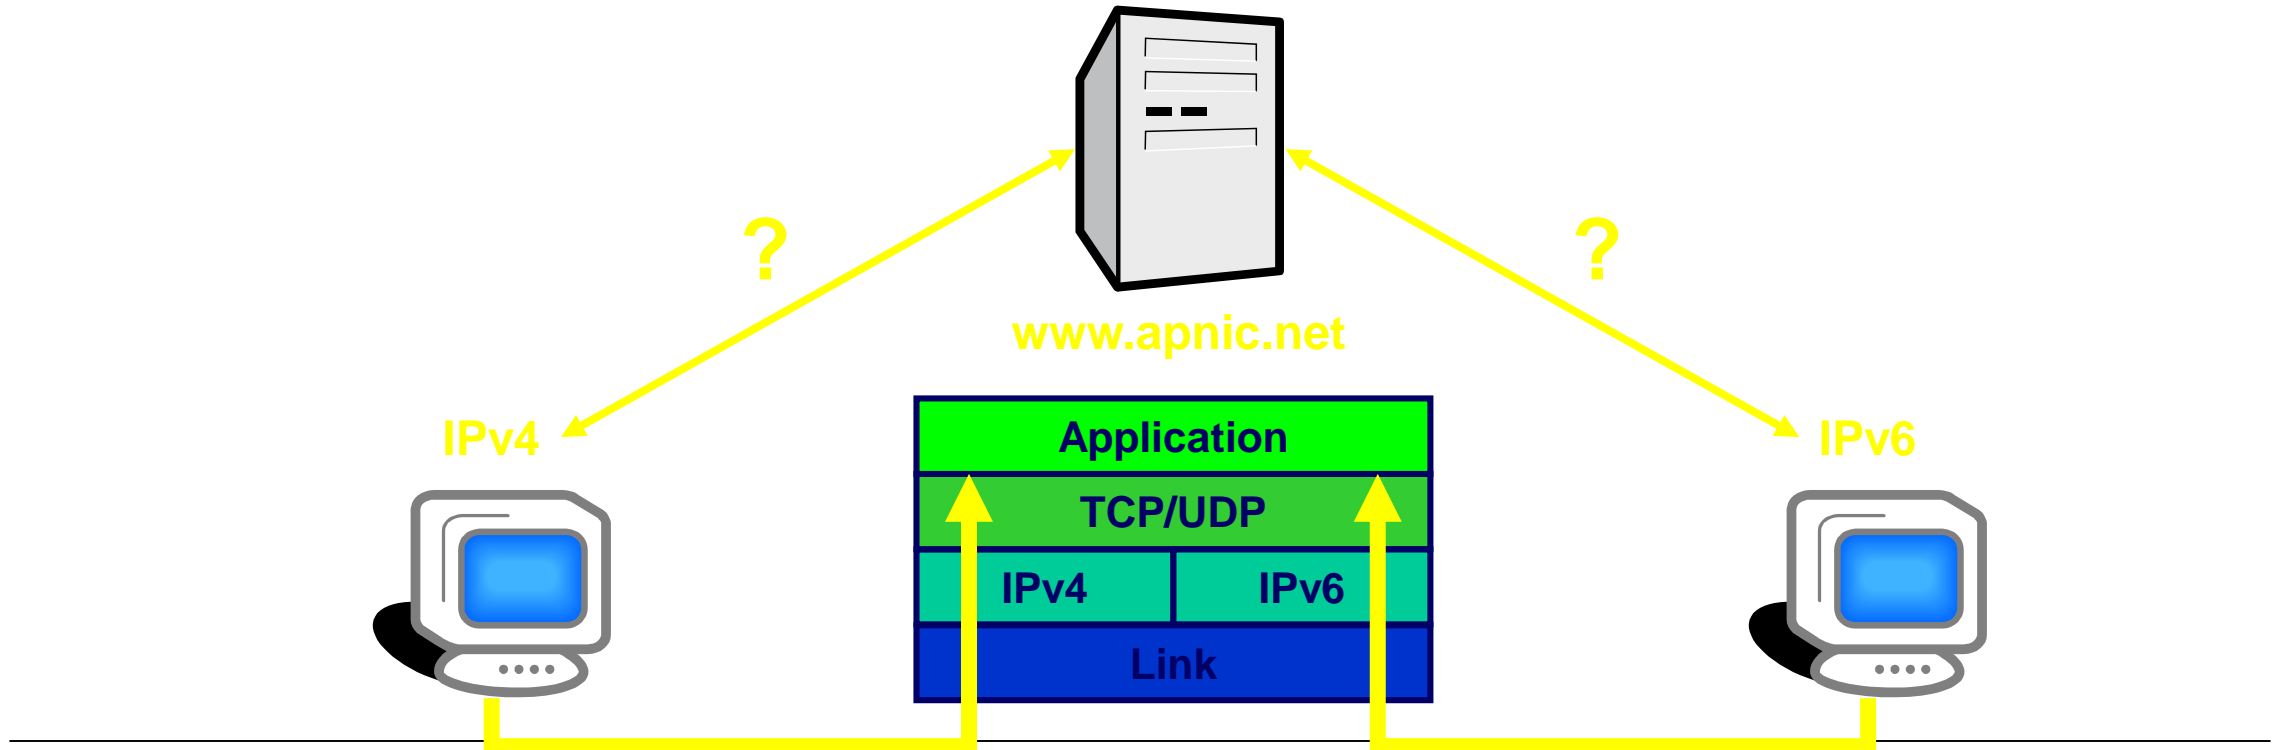 ? ?
www.apnic.net
IPv4 IPv6
Application
TCP/UDP
IPv4 IPv6
Link